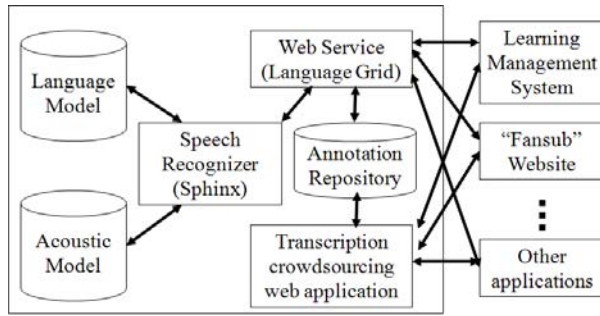 Language
Model
Acoustic
Model
Speech
Recognizer
(Sphinx)
Web Service
(Language Grid)
Annotation
Repository
Transcription
crowdsourcing
web application
Learning
Management
System
“Fansub”
Website
Other
applications